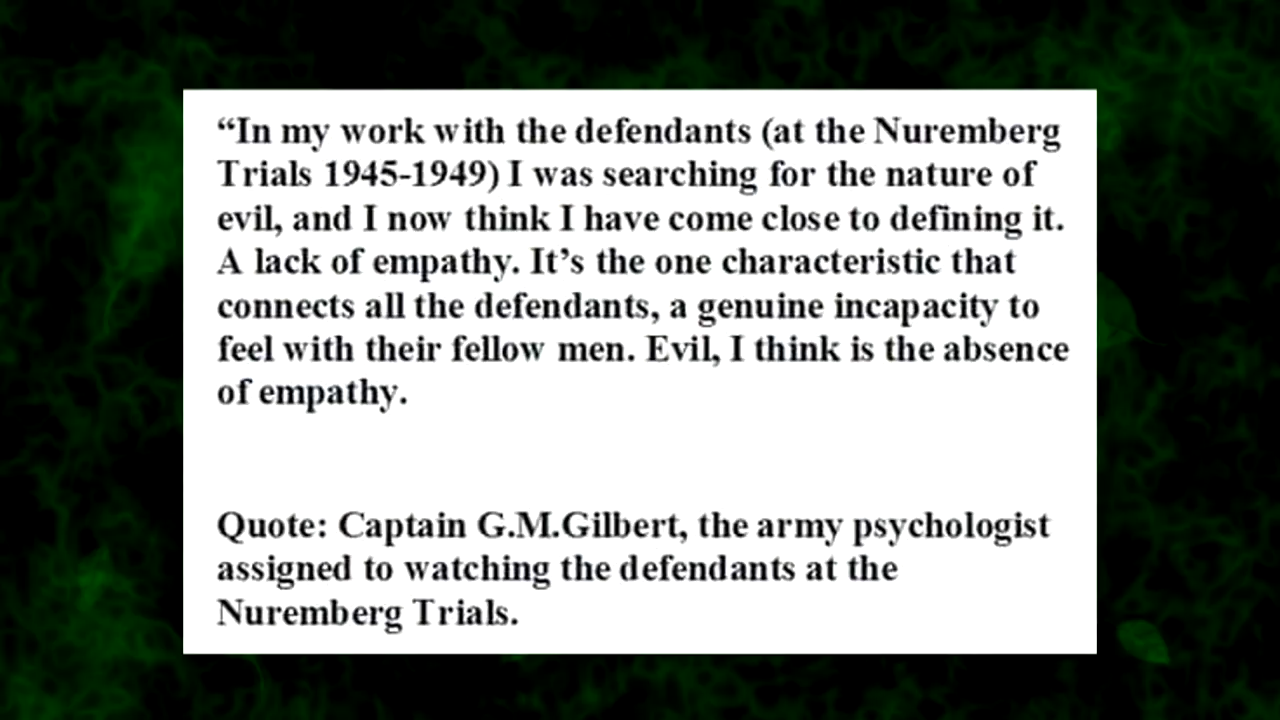 “In my work with the defendants (at the Nuremberg
Trials 1945-1949) I was searching for the nature of
evil, and I now think I have come close to defining it.
A lack of empathy. It’s the one characteristic that
connects all the defendants, a genuine incapacity to
feel with their fellow men. Evil, I think is the absence
of empathy.
Quote: Captain G.M.Gilbert, the army psychologist
assigned to watching the defendants at the
Nuremberg Trials.